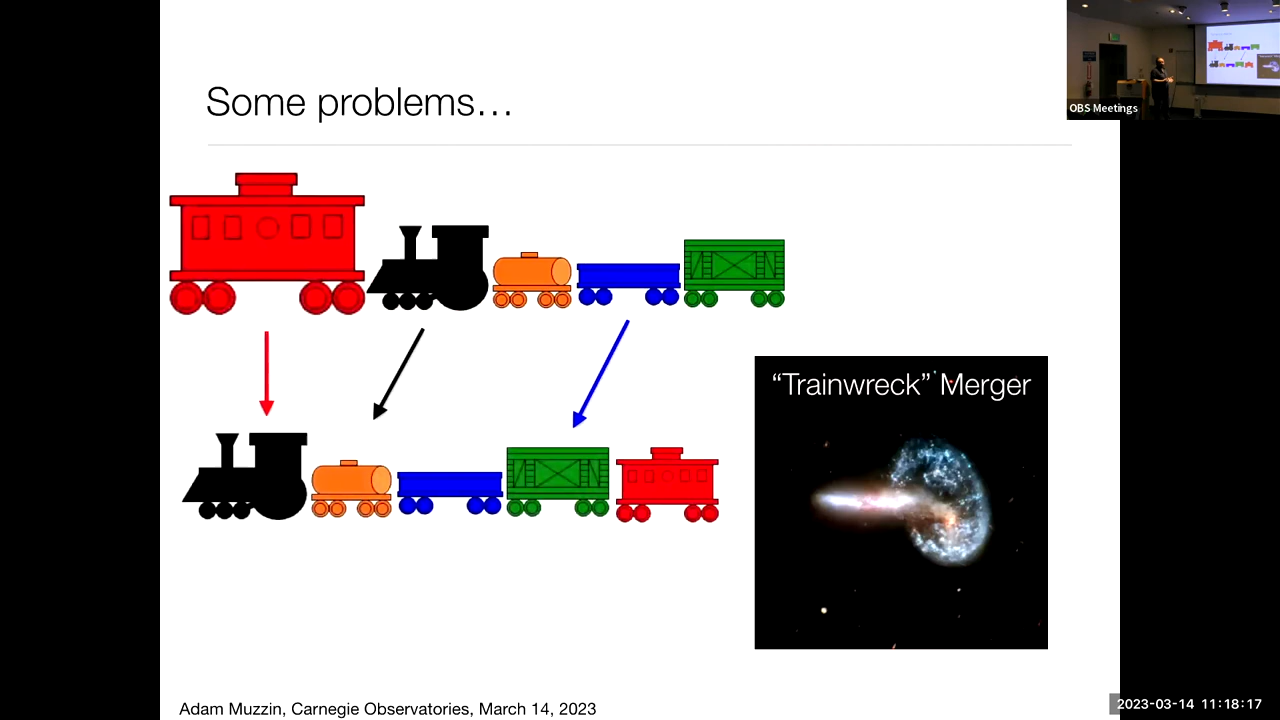 Some problems…
OBS Meetings
“Trainwreck” Merger
Adam Muzzin, Carnegie Observatories, March 14, 2023
2023-03-14 11:18:17